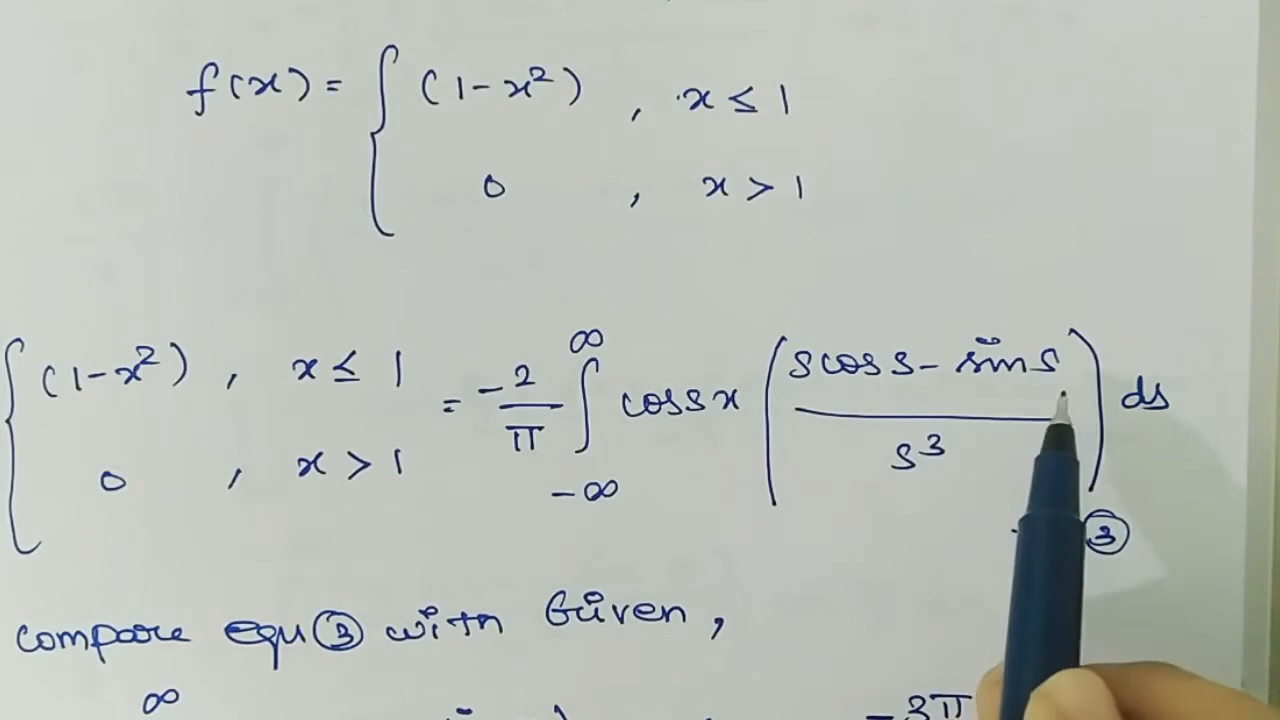 f(x) = { (1-x²) , x ≤ 1
0 , x > 1
{ (1-x²) , x ≤ 1
0 , x > 1
= -2/π ∫_{-∞}^{∞} cos sx ( (s cos s - sin s) / s³ ) ds
③
compare equ ③ with Given ,
∞
-3π